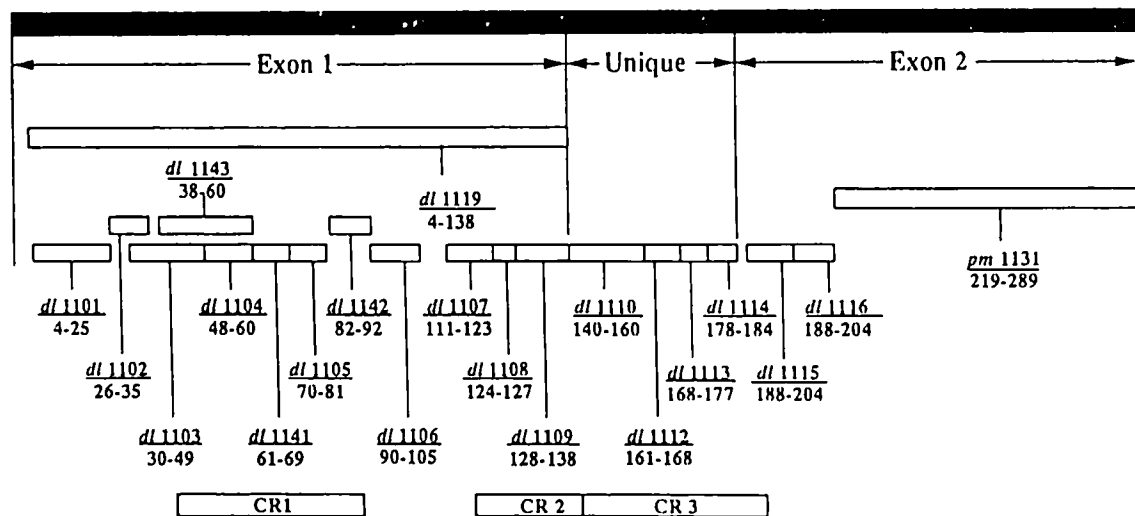 Exon 1 Unique Exon 2
dl 1143
38-60
dl 1119
4-138
pm 1131
219-289
dl 1101
4-25
dl 1104
48-60
dl 1142
82-92
dl 1107
111-123
dl 1110
140-160
dl 1114
178-184
dl 1116
188-204
dl 1102
26-35
dl 1105
70-81
dl 1108
124-127
dl 1113
168-177
dl 1115
188-204
dl 1103
30-49
dl 1141
61-69
dl 1106
90-105
dl 1109
128-138
dl 1112
161-168
CR1 CR 2 CR 3